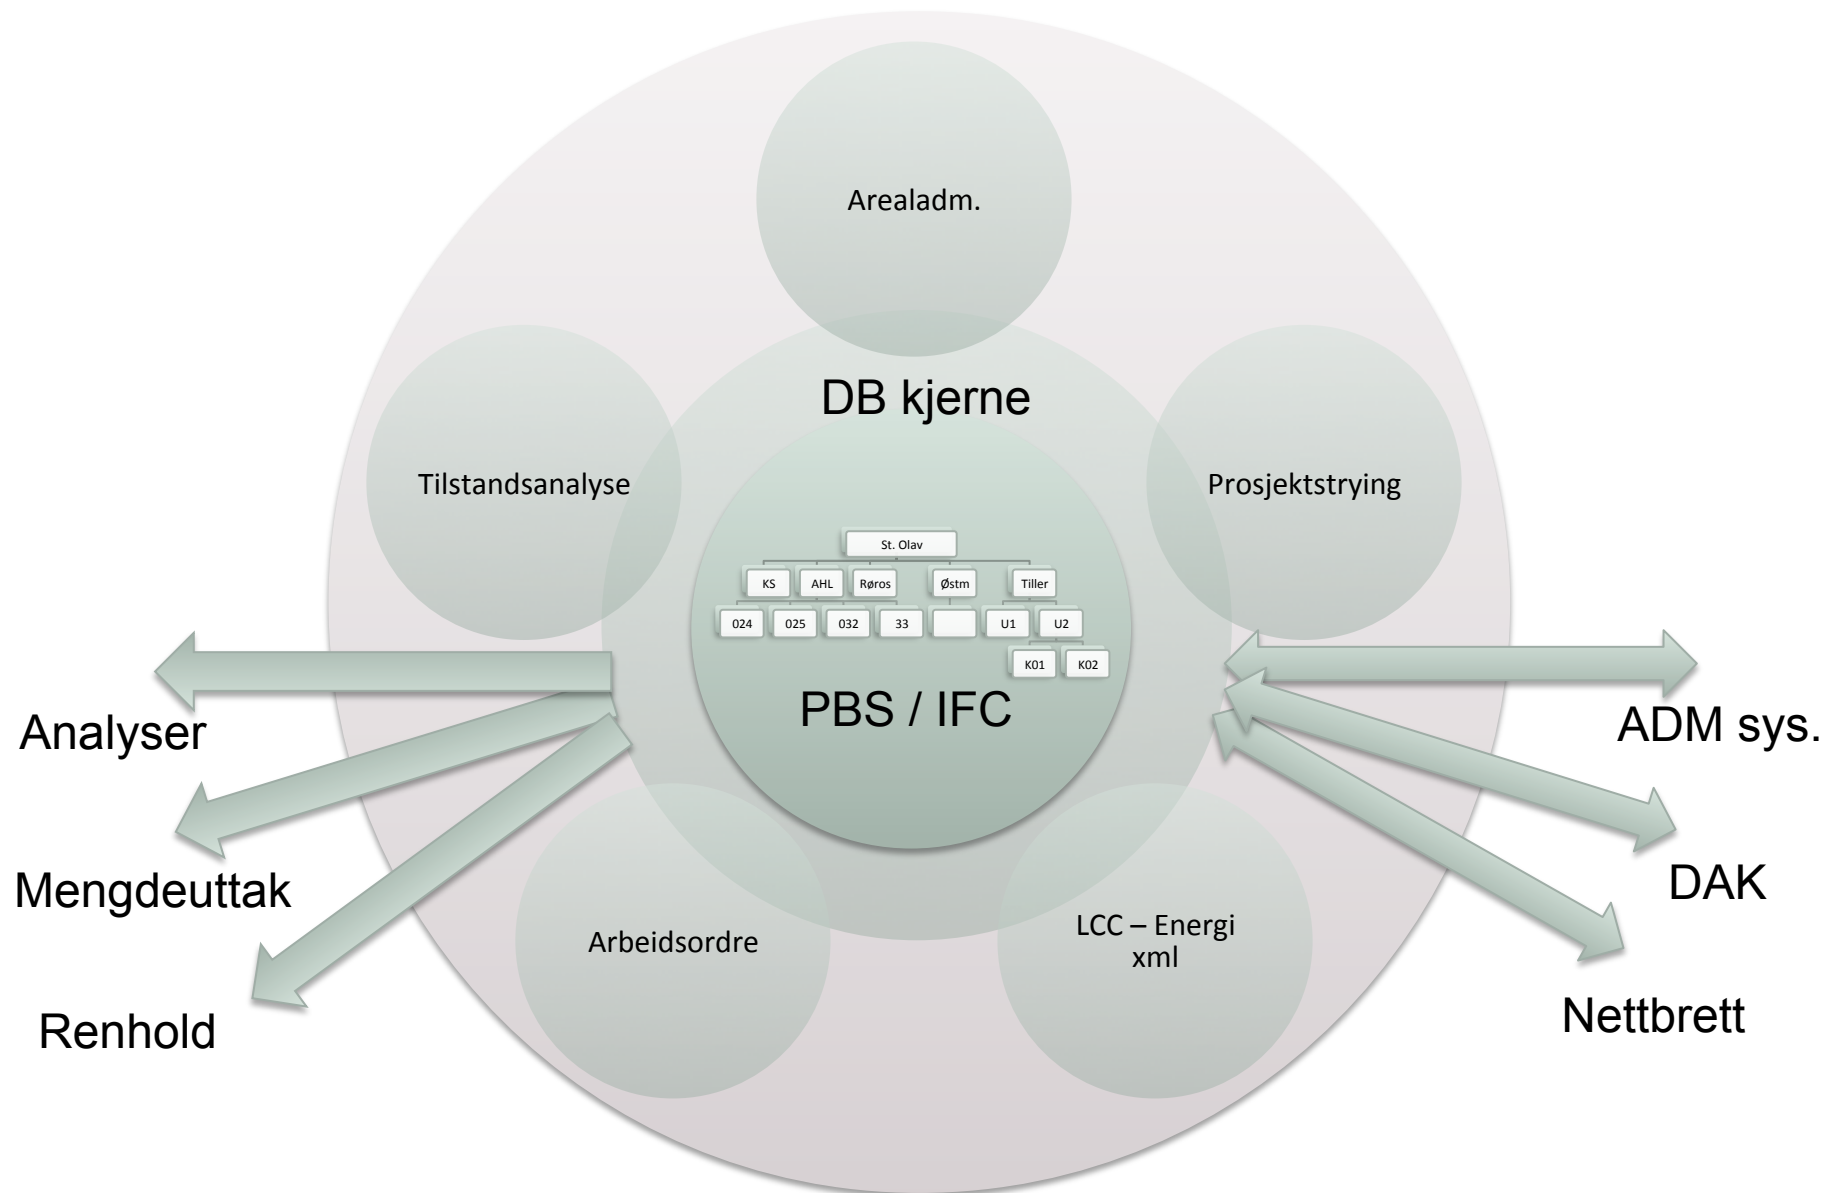 Arealadm.
DB kjerne
Tilstandsanalyse
Prosjektstrying
St. Olav
KS AHL Røros Østm Tiller
024 025 032 33 U1 U2
K01 K02
PBS / IFC
Analyser
ADM sys.
Mengdeuttak
DAK
Arbeidsordre
LCC – Energi
xml
Renhold
Nettbrett